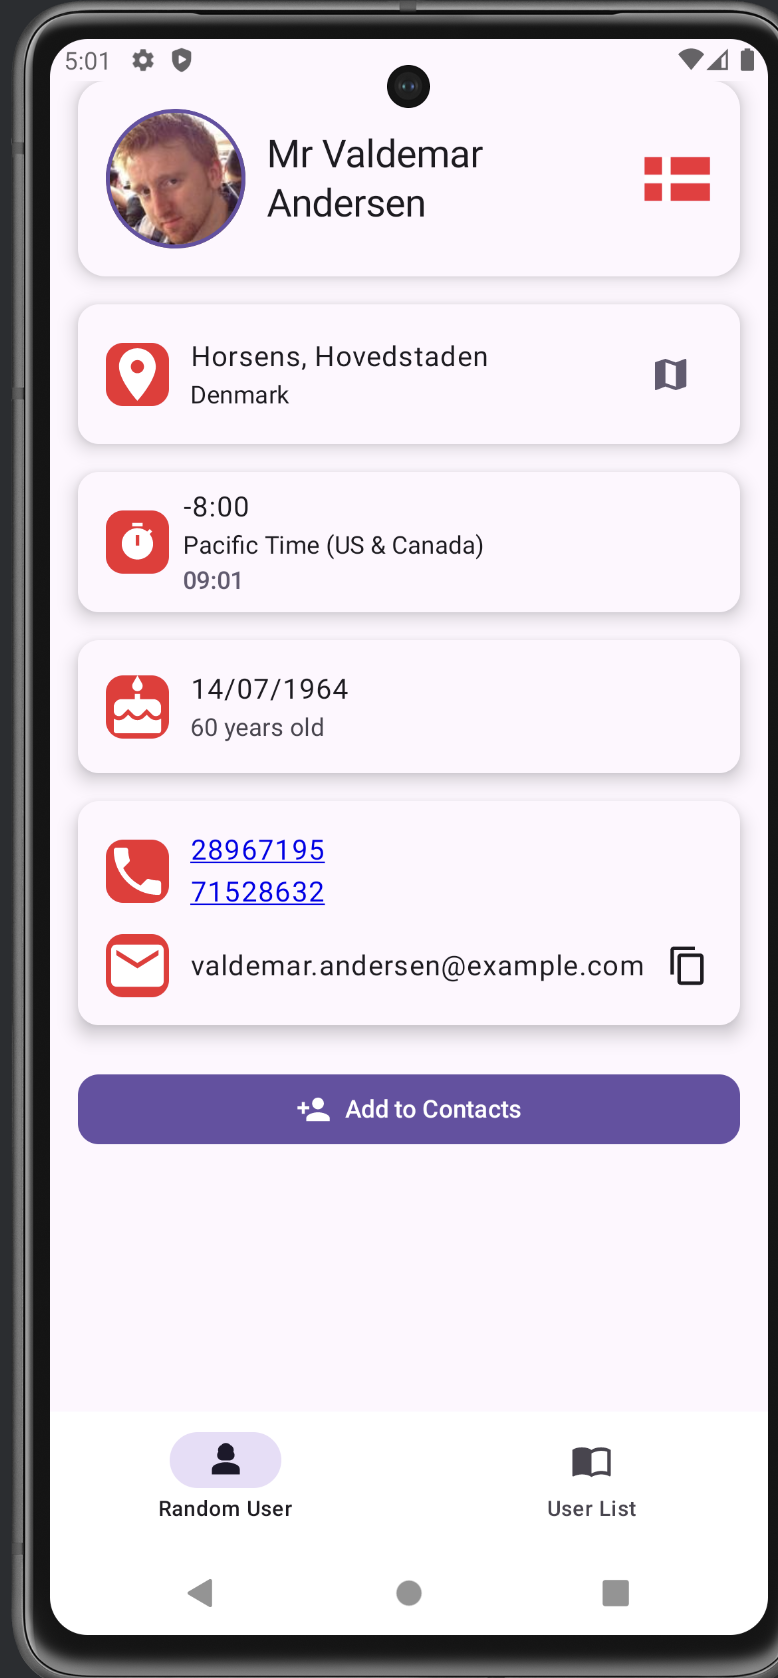 5:01
Mr Valdemar
Andersen
Horsens, Hovedstaden
Denmark
-8:00
Pacific Time (US & Canada)
09:01
14/07/1964
60 years old
28967195
71528632
valdemar.andersen@example.com
Add to Contacts
Random User
User List